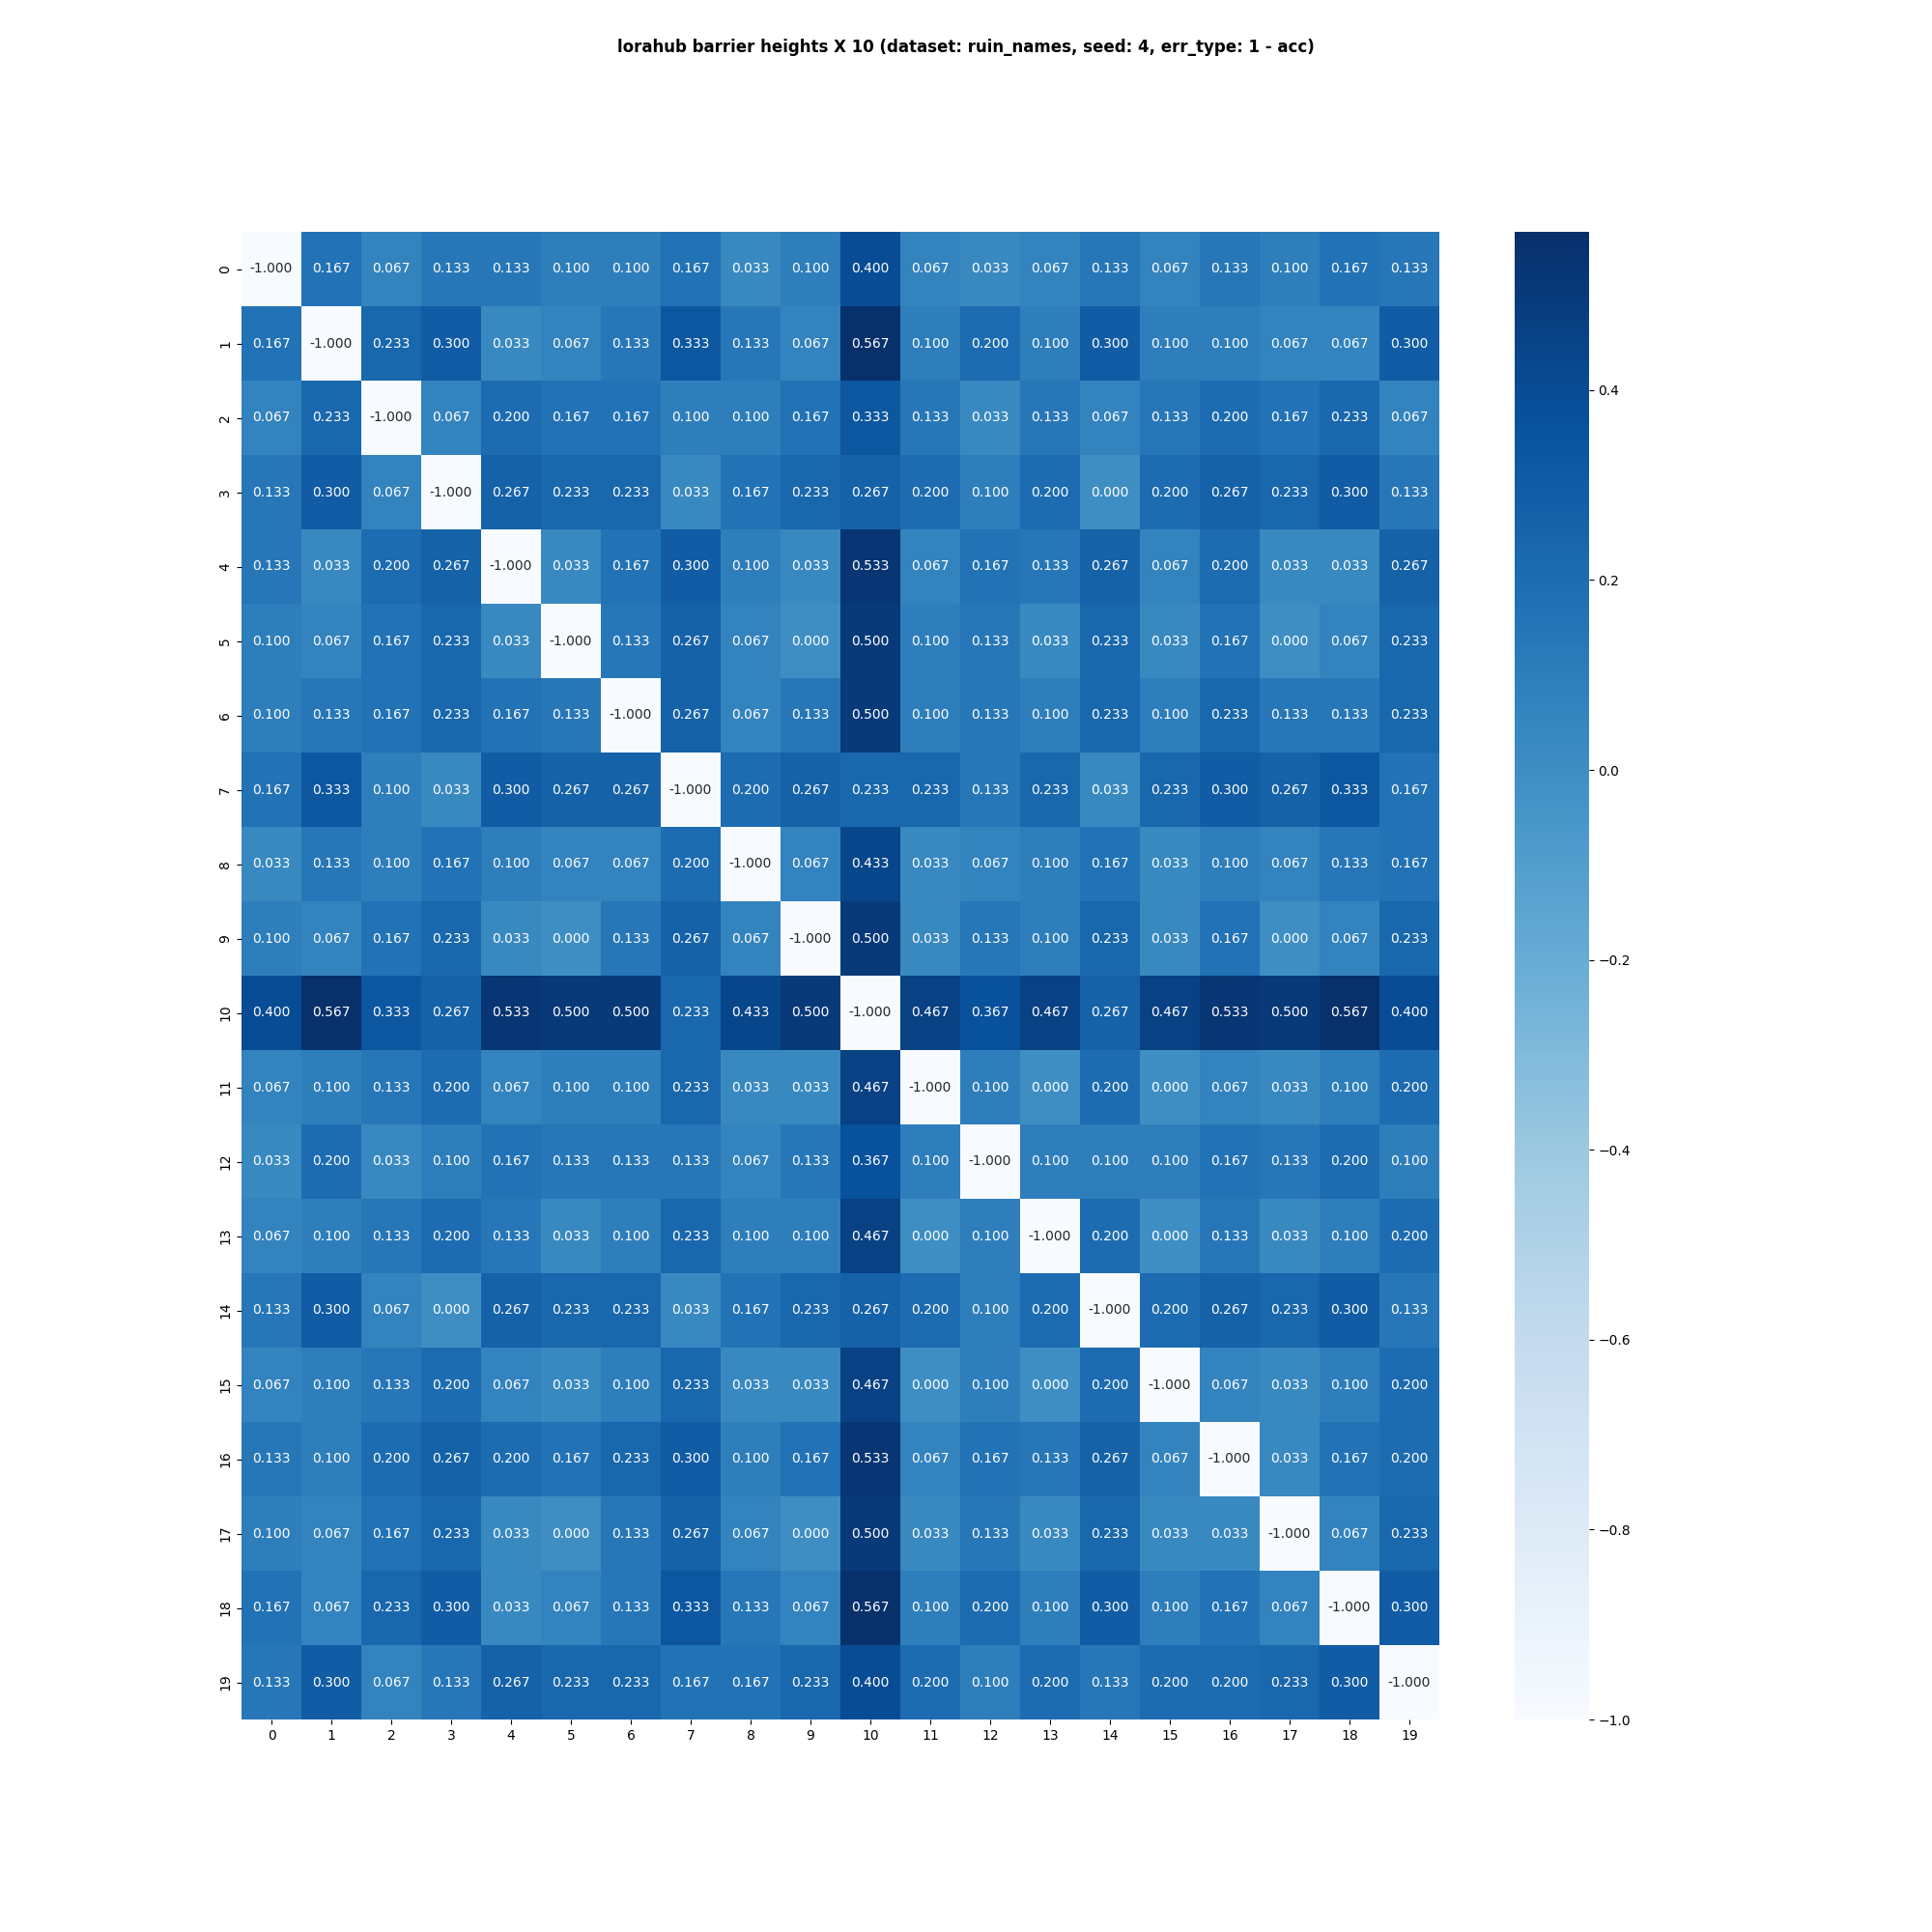 lorahub barrier heights X 10 (dataset: ruin_names, seed: 4, err_type: 1 - acc)
0 -1.000 0.167 0.067 0.133 0.133 0.100 0.100 0.167 0.033 0.100 0.400 0.067 0.033 0.067 0.133 0.067 0.133 0.100 0.167 0.133
1 0.167 -1.000 0.233 0.300 0.033 0.067 0.133 0.333 0.133 0.067 0.567 0.100 0.200 0.100 0.300 0.100 0.100 0.067 0.067 0.300
0.4
2 0.067 0.233 -1.000 0.067 0.200 0.167 0.167 0.100 0.100 0.167 0.333 0.133 0.033 0.133 0.067 0.133 0.200 0.167 0.233 0.067
3 0.133 0.300 0.067 -1.000 0.267 0.233 0.233 0.033 0.167 0.233 0.267 0.200 0.100 0.200 0.000 0.200 0.267 0.233 0.300 0.133
4 0.133 0.033 0.200 0.267 -1.000 0.033 0.167 0.300 0.100 0.033 0.533 0.067 0.167 0.133 0.267 0.067 0.200 0.033 0.033 0.267
0.2
5 0.100 0.067 0.167 0.233 0.033 -1.000 0.133 0.267 0.067 0.000 0.500 0.100 0.133 0.033 0.233 0.033 0.167 0.000 0.067 0.233
6 0.100 0.133 0.167 0.233 0.167 0.133 -1.000 0.267 0.067 0.133 0.500 0.100 0.133 0.100 0.233 0.100 0.233 0.133 0.133 0.233
0.0
7 0.167 0.333 0.100 0.033 0.300 0.267 0.267 -1.000 0.200 0.267 0.233 0.233 0.133 0.233 0.033 0.233 0.300 0.267 0.333 0.167
8 0.033 0.133 0.100 0.167 0.100 0.067 0.067 0.200 -1.000 0.067 0.433 0.033 0.067 0.100 0.167 0.033 0.100 0.067 0.133 0.167
9 0.100 0.067 0.167 0.233 0.033 0.000 0.133 0.267 0.067 -1.000 0.500 0.033 0.133 0.100 0.233 0.033 0.167 0.000 0.067 0.233
−0.2
10 0.400 0.567 0.333 0.267 0.533 0.500 0.500 0.233 0.433 0.500 -1.000 0.467 0.367 0.467 0.267 0.467 0.533 0.500 0.567 0.400
11 0.067 0.100 0.133 0.200 0.067 0.100 0.100 0.233 0.033 0.033 0.467 -1.000 0.100 0.000 0.200 0.000 0.067 0.033 0.100 0.200
−0.4
12 0.033 0.200 0.033 0.100 0.167 0.133 0.133 0.133 0.067 0.133 0.367 0.100 -1.000 0.100 0.100 0.100 0.167 0.133 0.200 0.100
13 0.067 0.100 0.133 0.200 0.133 0.033 0.100 0.233 0.100 0.100 0.467 0.000 0.100 -1.000 0.200 0.000 0.133 0.033 0.100 0.200
14 0.133 0.300 0.067 0.000 0.267 0.233 0.233 0.033 0.167 0.233 0.267 0.200 0.100 0.200 -1.000 0.200 0.267 0.233 0.300 0.133
−0.6
15 0.067 0.100 0.133 0.200 0.067 0.033 0.100 0.233 0.033 0.033 0.467 0.000 0.100 0.000 0.200 -1.000 0.067 0.033 0.100 0.200
16 0.133 0.100 0.200 0.267 0.200 0.167 0.233 0.300 0.100 0.167 0.533 0.067 0.167 0.133 0.267 0.067 -1.000 0.033 0.167 0.200
−0.8
17 0.100 0.067 0.167 0.233 0.033 0.000 0.133 0.267 0.067 0.000 0.500 0.033 0.133 0.033 0.233 0.033 0.033 -1.000 0.067 0.233
18 0.167 0.067 0.233 0.300 0.033 0.067 0.133 0.333 0.133 0.067 0.567 0.100 0.200 0.100 0.300 0.100 0.167 0.067 -1.000 0.300
19 0.133 0.300 0.067 0.133 0.267 0.233 0.233 0.167 0.167 0.233 0.400 0.200 0.100 0.200 0.133 0.200 0.200 0.233 0.300 -1.000
−1.0
0 1 2 3 4 5 6 7 8 9 10 11 12 13 14 15 16 17 18 19